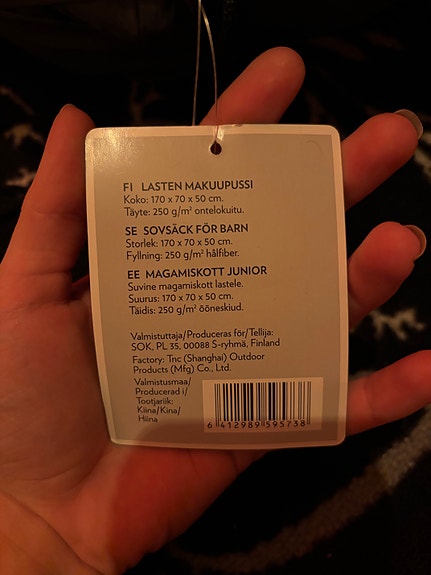 FI LASTEN MAKUUPUSSI
Koko: 170 x 70 x 50 cm.
Täyte: 250 g/m² ontelokuitu.
SE SOVSÄCK FÖR BARN
Storlek: 170 x 70 x 50 cm.
Fyllning: 250 g/m² hålfiber.
EE MAGAMISKOTT JUNIOR
Suvine magamiskott lastele.
Suurus: 170 x 70 x 50 cm.
Täidis: 250 g/m² õõneskiud.
Valmistuttaja/Produceras för/Tellija:
SOK, PL 35, 00088 S-ryhmä, Finland
Factory: Tnc (Shanghai) Outdoor
Products (Mfg) Co., Ltd.
Valmistusmaa/
Producerad i/
Tootjariik:
Kiina/Kina/
Hiina
6 412989 595738